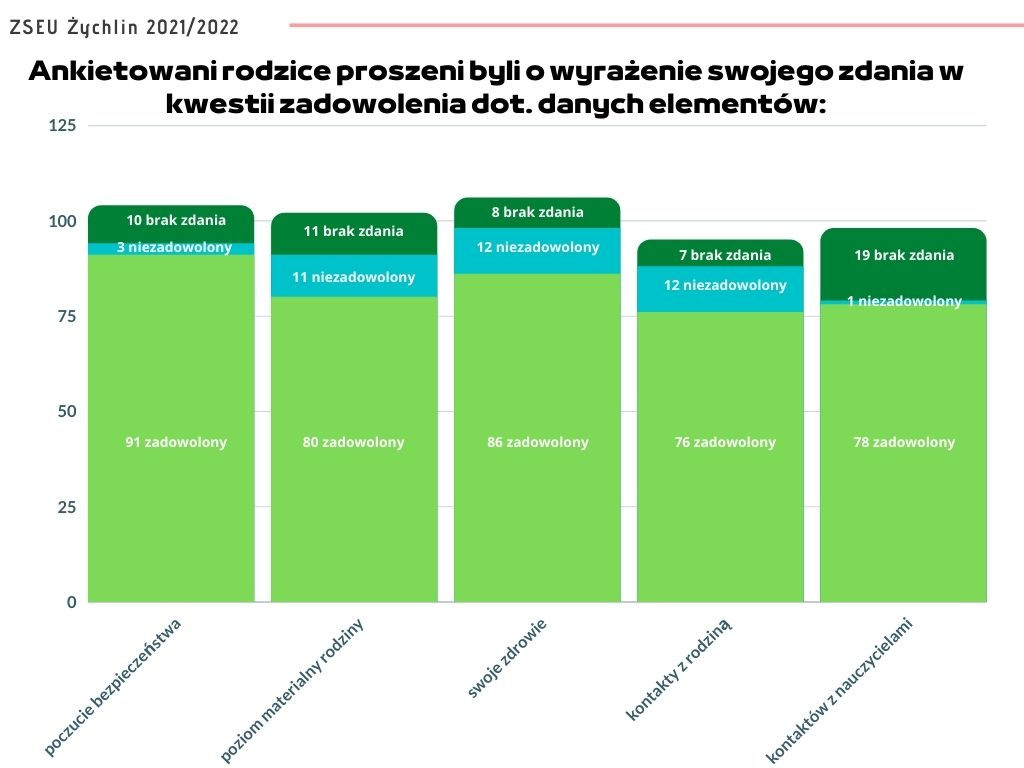 ZSEU Żychlin 2021/2022
Ankietowani rodzice proszeni byli o wyrażenie swojego zdania w
kwestii zadowolenia dot. danych elementów:
125
100
75
50
25
0
10 brak zdania
3 niezadowolony
91 zadowolony
11 brak zdania
11 niezadowolony
80 zadowolony
8 brak zdania
12 niezadowolony
86 zadowolony
7 brak zdania
12 niezadowolony
76 zadowolony
19 brak zdania
1 niezadowolony
78 zadowolony
poczucie bezpieczeństwa
poziom materialny rodziny
swoje zdrowie
kontakty z rodziną
kontaktów z nauczycielami